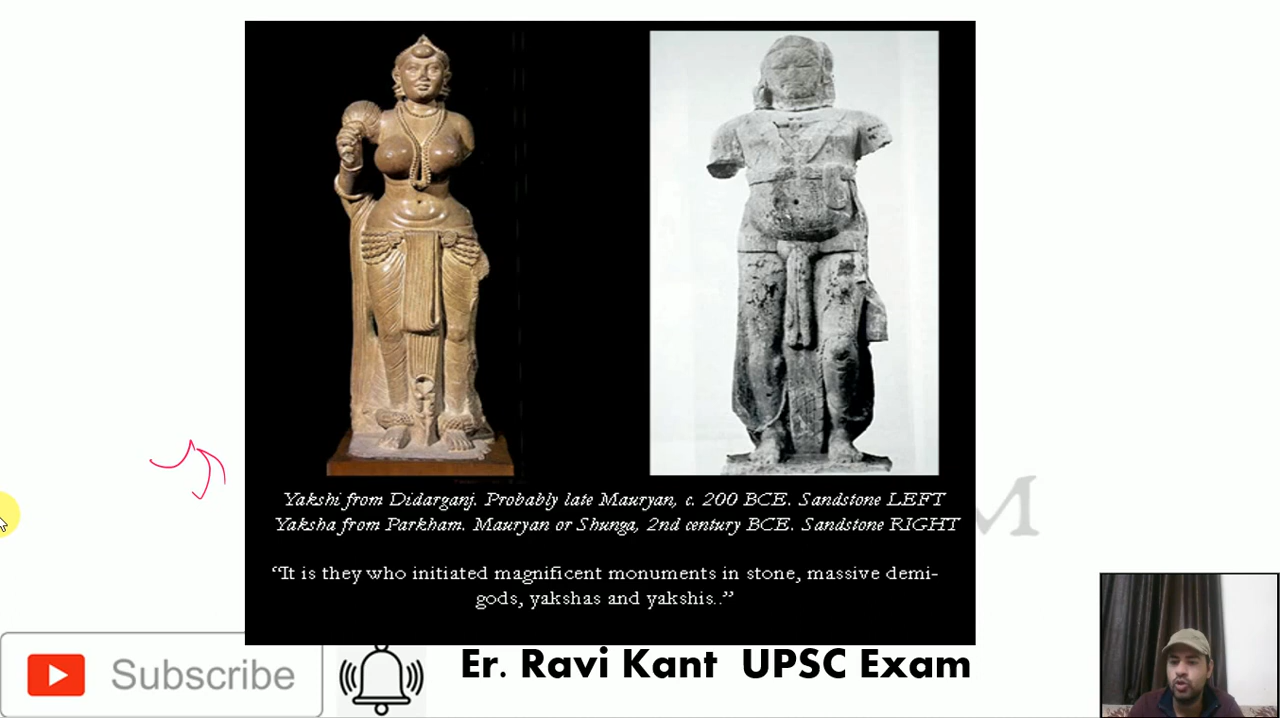 Yakshi from Didarganj. Probably late Mauryan, c. 200 BCE. Sandstone LEFT
Yaksha from Parkham. Mauryan or Shunga, 2nd century BCE. Sandstone RIGHT
“It is they who initiated magnificent monuments in stone, massive demi-
gods, yakshas and yakshis..”
M
Subscribe
Er. Ravi Kant UPSC Exam